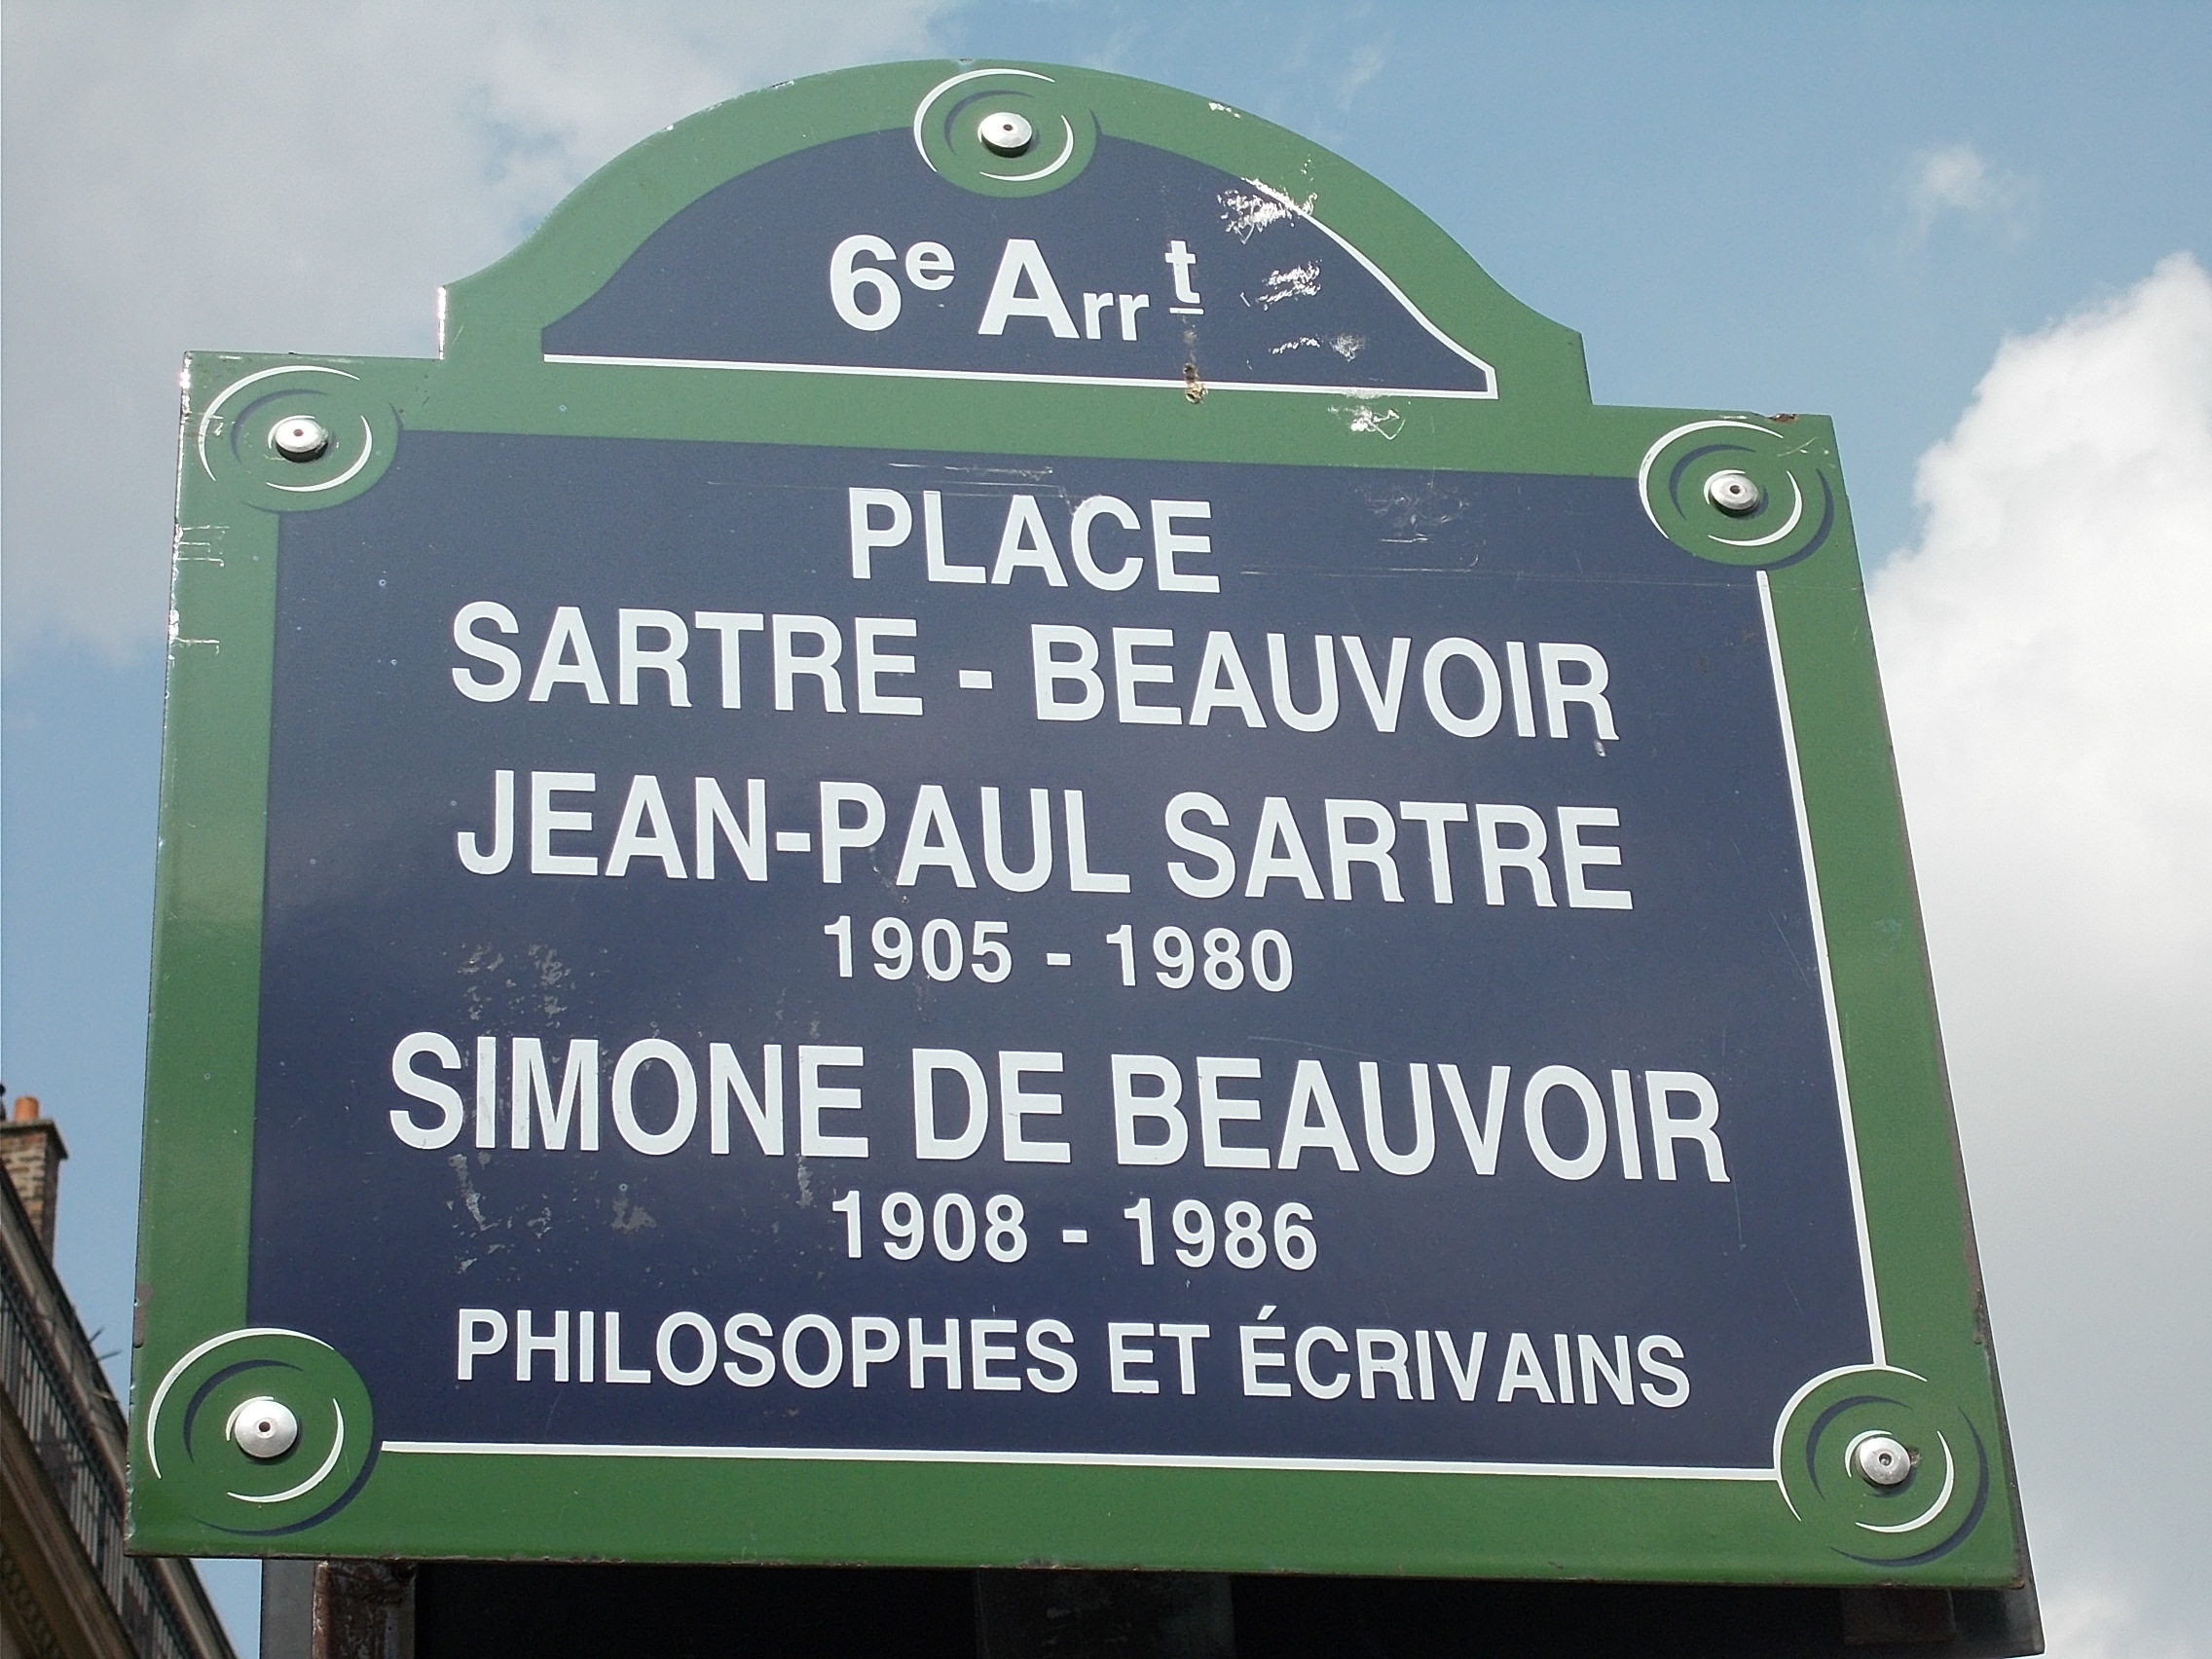 6e Arrt
PLACE
SARTRE - BEAUVOIR
JEAN-PAUL SARTRE
1905 - 1980
SIMONE DE BEAUVOIR
1908 - 1986
PHILOSOPHES ET ÉCRIVAINS